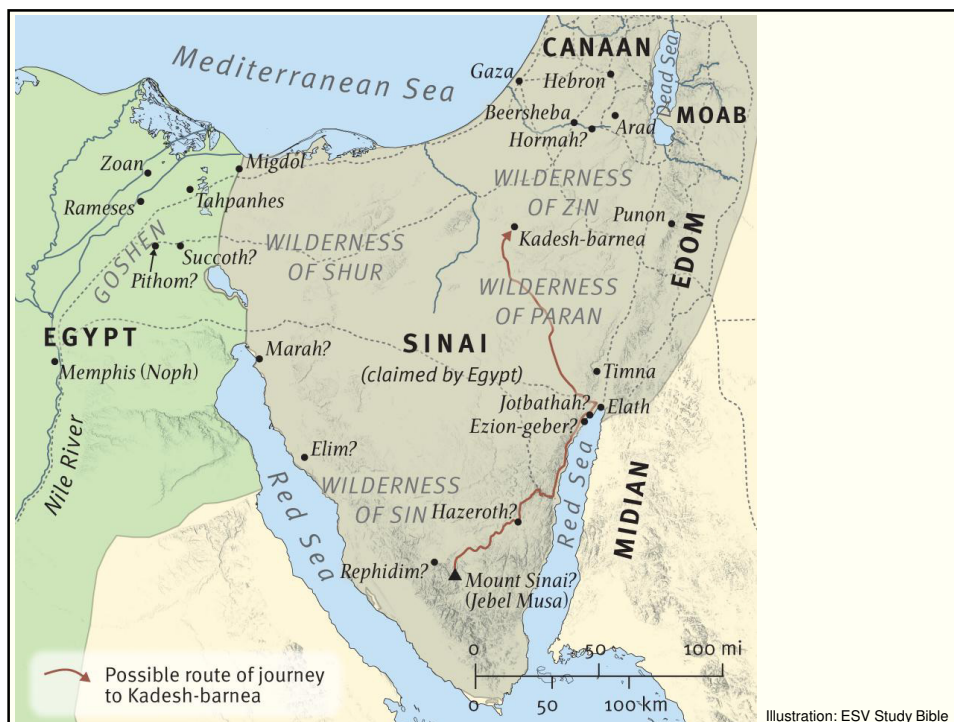 Mediterranean Sea
CANAAN
Gaza
Hebron
Dead Sea
Beersheba
Arad
MOAB
Hormah?
Zoan
Migdol
Tahpanhes
Rameses
WILDERNESS
OF ZIN
Punon
Kadesh-barnea
GOSHEN
Succoth?
Pithom?
WILDERNESS
OF SHUR
EDOM
WILDERNESS
OF PARAN
EGYPT
Memphis (Noph)
Marah?
SINAI
(claimed by Egypt)
Timna
Jotbathah?
Elath
Ezion-geber?
Nile River
Elim?
Red Sea
WILDERNESS
OF SIN
Red Sea
MIDIAN
Hazeroth?
Rephidim?
Mount Sinai?
(Jebel Musa)
0 50 100 mi
0 50 100 km
Possible route of journey
to Kadesh-barnea
Illustration: ESV Study Bible